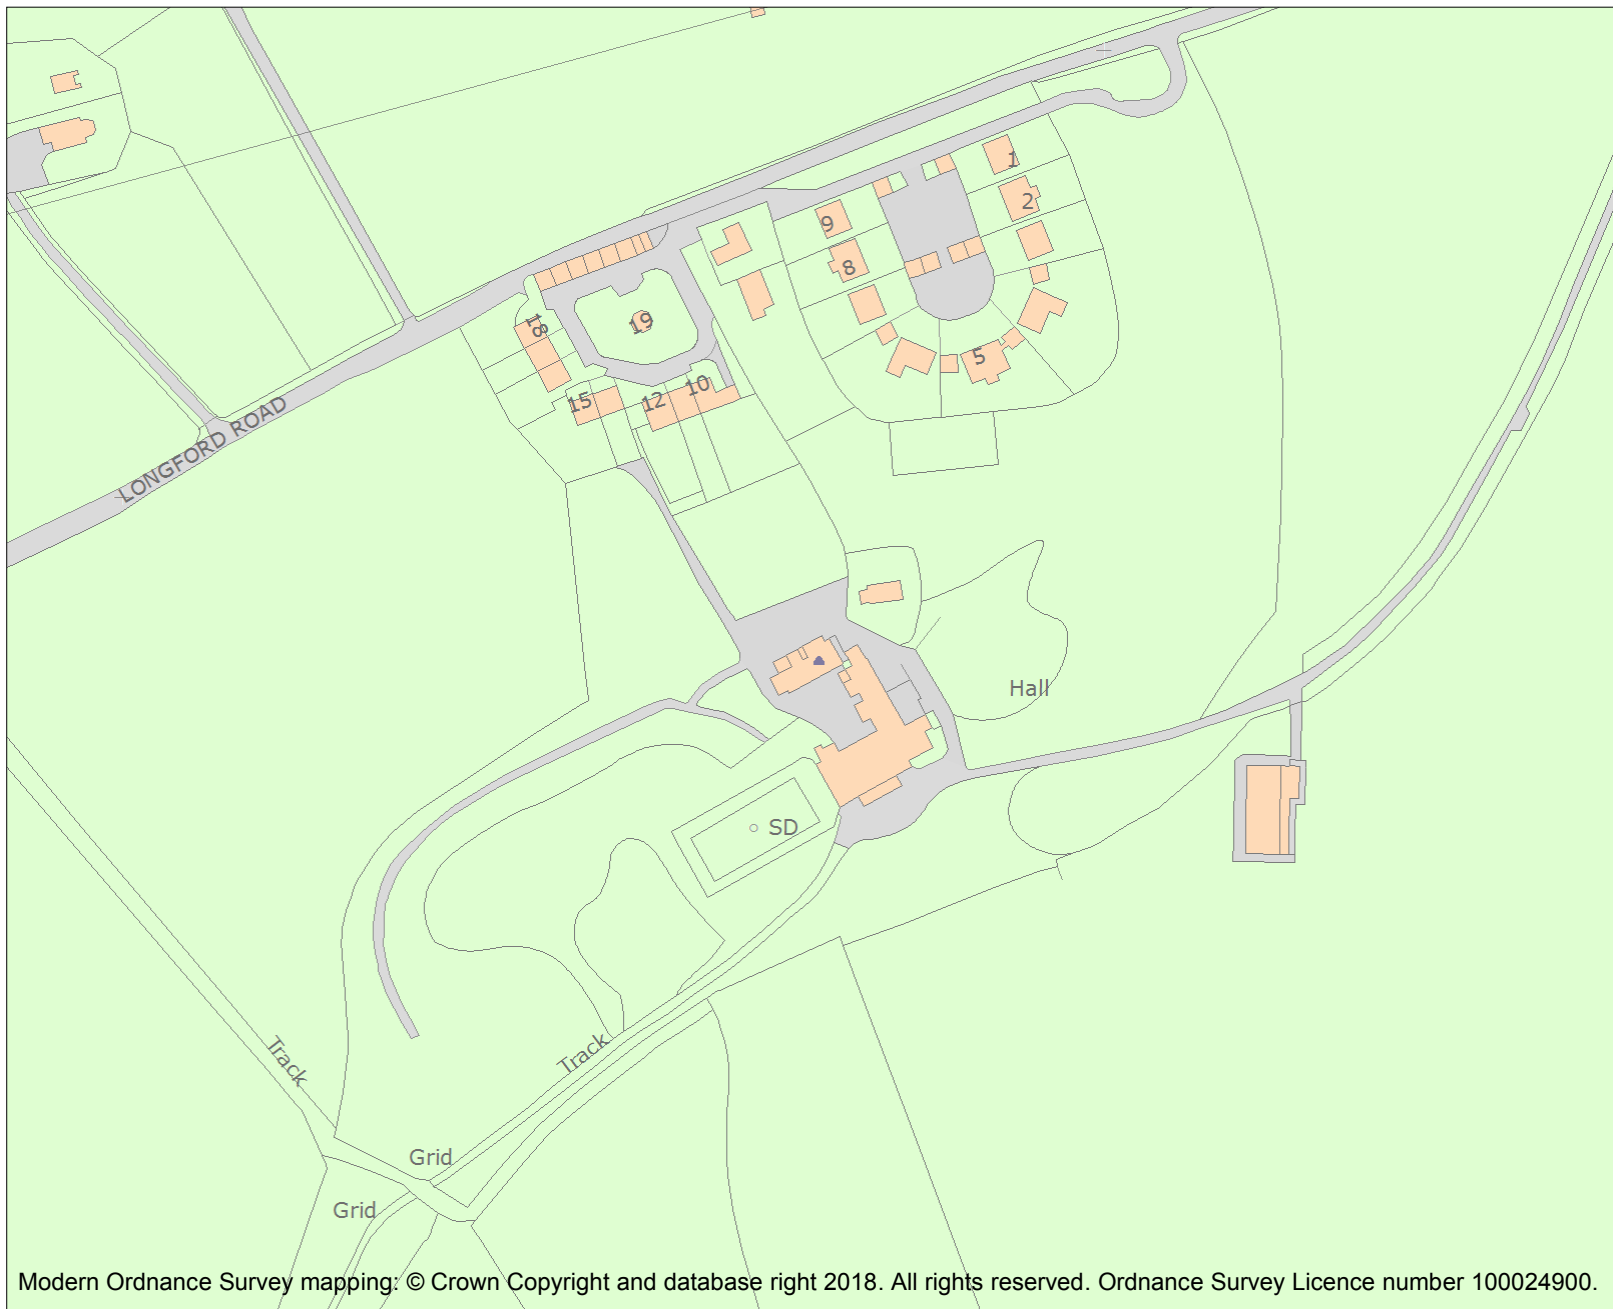 1
2
9
8
19
18
5
10
15
12
LONGFORD ROAD
Hall
SD
Track
Track
Grid
Grid
Modern Ordnance Survey mapping: © Crown Copyright and database right 2018. All rights reserved. Ordnance Survey Licence number 100024900.